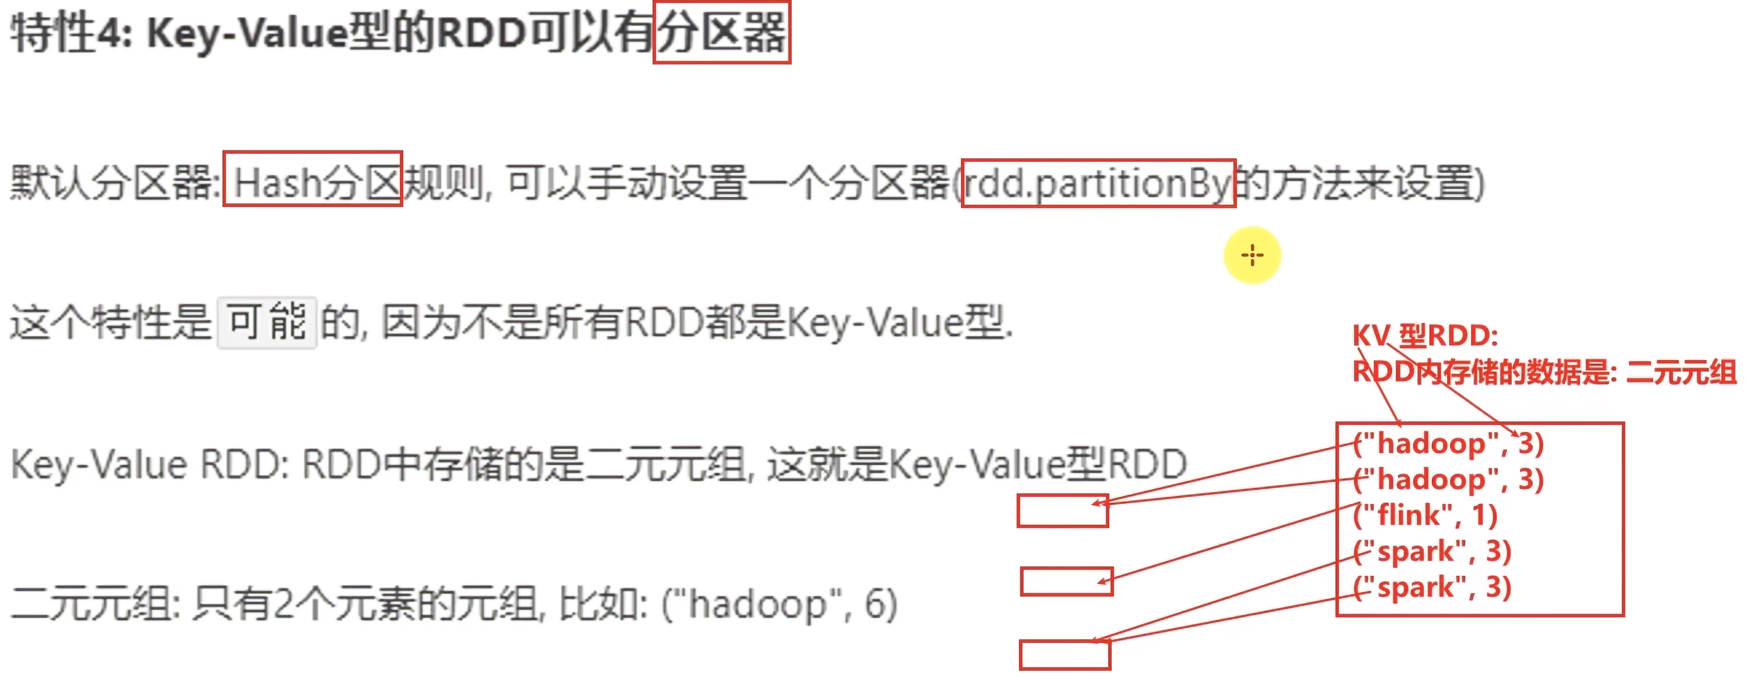 特性4: Key-Value型的RDD可以有分区器
默认分区器: Hash分区规则, 可以手动设置一个分区器(rdd.partitionBy的方法来设置)
这个特性是 可能 的, 因为不是所有RDD都是Key-Value型.
KV 型RDD:
RDD内存储的数据是: 二元元组
Key-Value RDD: RDD中存储的是二元元组, 这就是Key-Value型RDD
("hadoop", 3)
("hadoop", 3)
("flink", 1)
("spark", 3)
("spark", 3)
二元元组: 只有2个元素的元组, 比如: ("hadoop", 6)